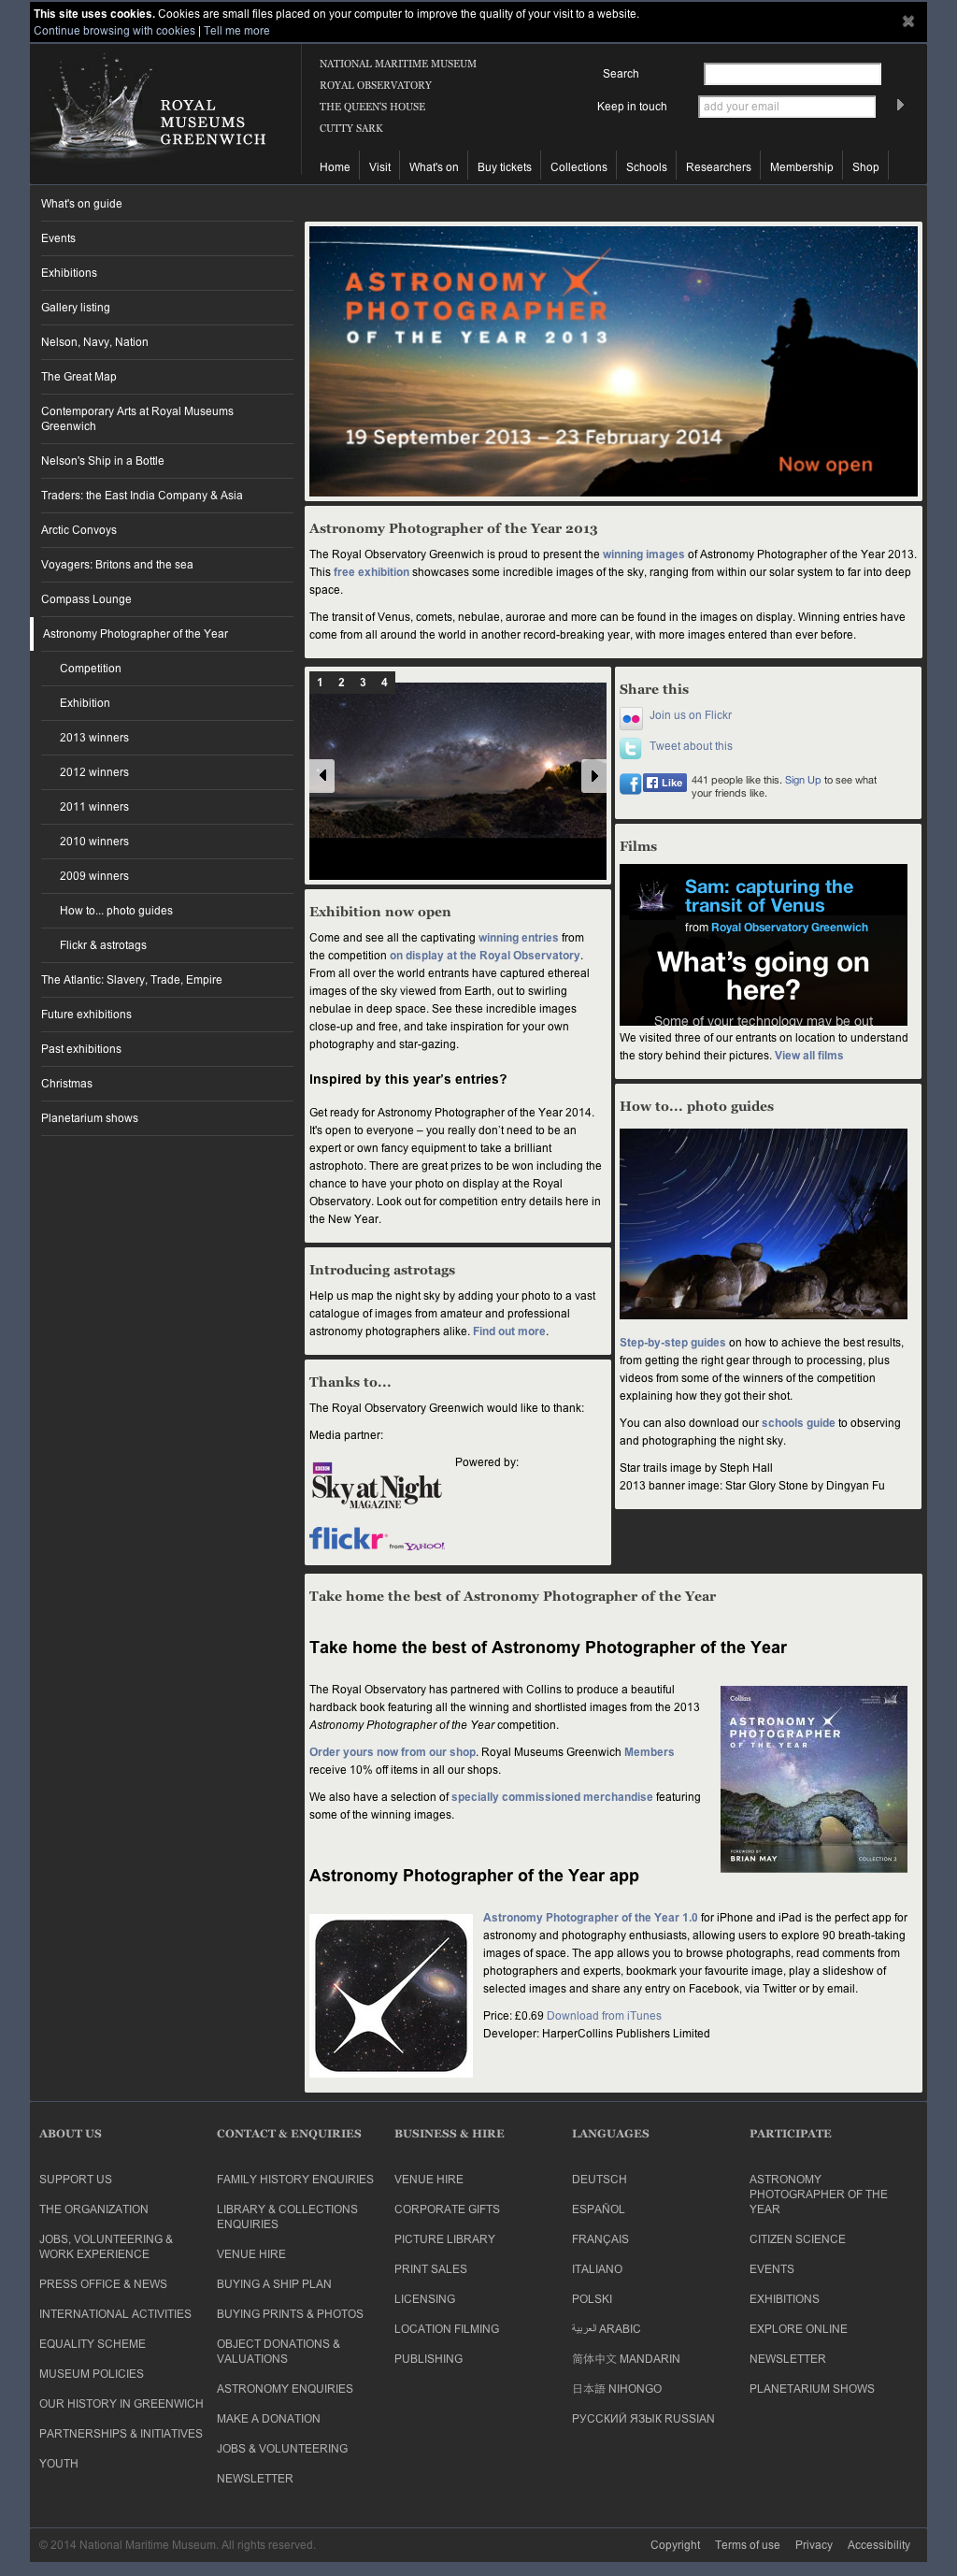 This site uses cookies. Cookies are small files placed on your computer to improve the quality of your visit to a website.
Continue browsing with cookies | Tell me more
ROYAL
MUSEUMS
GREENWICH
NATIONAL MARITIME MUSEUM
ROYAL OBSERVATORY
THE QUEEN'S HOUSE
CUTTY SARK
Search
Keep in touch add your email
Home Visit What's on Buy tickets Collections Schools Researchers Membership Shop
What's on guide
Events
Exhibitions
Gallery listing
Nelson, Navy, Nation
The Great Map
Contemporary Arts at Royal Museums
Greenwich
Nelson's Ship in a Bottle
Traders: the East India Company & Asia
Arctic Convoys
Voyagers: Britons and the sea
Compass Lounge
Astronomy Photographer of the Year
Competition
Exhibition
2013 winners
2012 winners
2011 winners
2010 winners
2009 winners
How to... photo guides
Flickr & astrotags
The Atlantic: Slavery, Trade, Empire
Future exhibitions
Past exhibitions
Christmas
Planetarium shows
ASTRONOMY
PHOTOGRAPHER
OF THE YEAR 2013
19 September 2013 – 23 February 2014
Now open
Astronomy Photographer of the Year 2013
The Royal Observatory Greenwich is proud to present the winning images of Astronomy Photographer of the Year 2013.
This free exhibition showcases some incredible images of the sky, ranging from within our solar system to far into deep
space.
The transit of Venus, comets, nebulae, aurorae and more can be found in the images on display. Winning entries have
come from all around the world in another record-breaking year, with more images entered than ever before.
1 2 3 4
Exhibition now open
Come and see all the captivating winning entries from
the competition on display at the Royal Observatory.
From all over the world entrants have captured ethereal
images of the sky viewed from Earth, out to swirling
nebulae in deep space. See these incredible images
close-up and free, and take inspiration for your own
photography and star-gazing.
Inspired by this year's entries?
Get ready for Astronomy Photographer of the Year 2014.
It's open to everyone – you really don't need to be an
expert or own fancy equipment to take a brilliant
astrophoto. There are great prizes to be won including the
chance to have your photo on display at the Royal
Observatory. Look out for competition entry details here in
the New Year.
Introducing astrotags
Help us map the night sky by adding your photo to a vast
catalogue of images from amateur and professional
astronomy photographers alike. Find out more.
Thanks to...
The Royal Observatory Greenwich would like to thank:
Media partner:
BBC
Sky at Night
MAGAZINE
Powered by:
flickr from YAHOO!
Share this
Join us on Flickr
Tweet about this
Like 441 people like this. Sign Up to see what
your friends like.
Films
Sam: capturing the
transit of Venus
from Royal Observatory Greenwich
What's going on
here?
Some of your technology may be out
We visited three of our entrants on location to understand
the story behind their pictures. View all films
How to... photo guides
Step-by-step guides on how to achieve the best results,
from getting the right gear through to processing, plus
videos from some of the winners of the competition
explaining how they got their shot.
You can also download our schools guide to observing
and photographing the night sky.
Star trails image by Steph Hall
2013 banner image: Star Glory Stone by Dingyan Fu
Take home the best of Astronomy Photographer of the Year
Take home the best of Astronomy Photographer of the Year
The Royal Observatory has partnered with Collins to produce a beautiful
hardback book featuring all the winning and shortlisted images from the 2013
Astronomy Photographer of the Year competition.
Order yours now from our shop. Royal Museums Greenwich Members
receive 10% off items in all our shops.
We also have a selection of specially commissioned merchandise featuring
some of the winning images.
Collins
ASTRONOMY
PHOTOGRAPHER
OF THE YEAR
FOREWORD BY
BRIAN MAY
COLLECTION 2
Astronomy Photographer of the Year app
Astronomy Photographer of the Year 1.0 for iPhone and iPad is the perfect app for
astronomy and photography enthusiasts, allowing users to explore 90 breath-taking
images of space. The app allows you to browse photographs, read comments from
photographers and experts, bookmark your favourite image, play a slideshow of
selected images and share any entry on Facebook, via Twitter or by email.
Price: £0.69 Download from iTunes
Developer: HarperCollins Publishers Limited
ABOUT US
SUPPORT US
THE ORGANIZATION
JOBS, VOLUNTEERING &
WORK EXPERIENCE
PRESS OFFICE & NEWS
INTERNATIONAL ACTIVITIES
EQUALITY SCHEME
MUSEUM POLICIES
OUR HISTORY IN GREENWICH
PARTNERSHIPS & INITIATIVES
YOUTH
CONTACT & ENQUIRIES
FAMILY HISTORY ENQUIRIES
LIBRARY & COLLECTIONS
ENQUIRIES
VENUE HIRE
BUYING A SHIP PLAN
BUYING PRINTS & PHOTOS
OBJECT DONATIONS &
VALUATIONS
ASTRONOMY ENQUIRIES
MAKE A DONATION
JOBS & VOLUNTEERING
NEWSLETTER
BUSINESS & HIRE
VENUE HIRE
CORPORATE GIFTS
PICTURE LIBRARY
PRINT SALES
LICENSING
LOCATION FILMING
PUBLISHING
LANGUAGES
DEUTSCH
ESPAÑOL
FRANÇAIS
ITALIANO
POLSKI
العربية ARABIC
简体中文 MANDARIN
日本語 NIHONGO
РУССКИЙ ЯЗЫК RUSSIAN
PARTICIPATE
ASTRONOMY
PHOTOGRAPHER OF THE
YEAR
CITIZEN SCIENCE
EVENTS
EXHIBITIONS
EXPLORE ONLINE
NEWSLETTER
PLANETARIUM SHOWS
© 2014 National Maritime Museum. All rights reserved.
Copyright Terms of use Privacy Accessibility